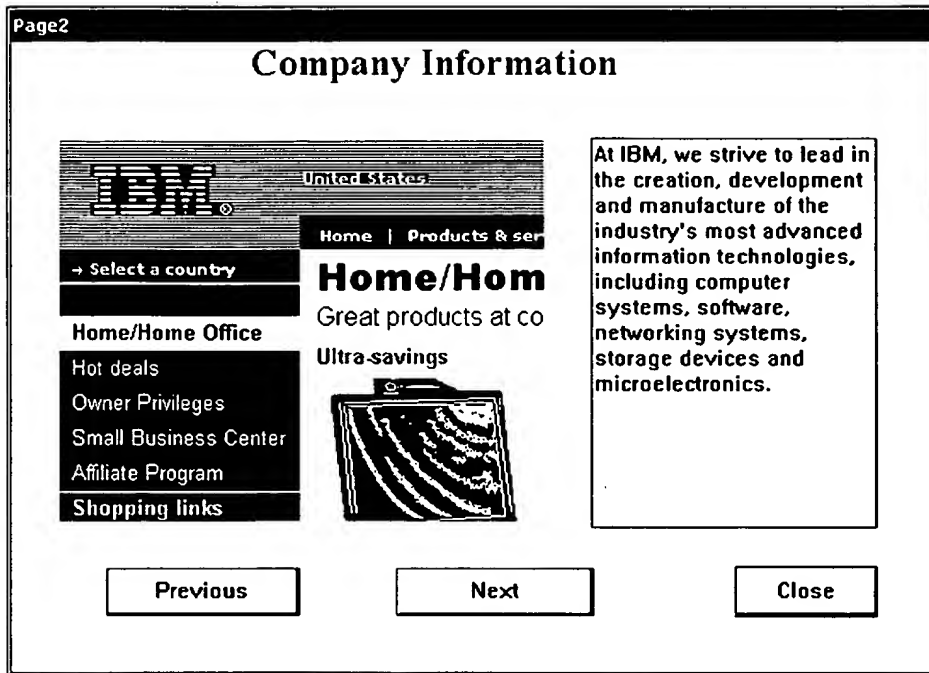 Page2
Company Information
IBM®
United States
Home | Products & ser
→ Select a country
Home/Hom
Great products at co
Home/Home Office
Ultra-savings
Hot deals
Owner Privileges
Small Business Center
Affiliate Program
Shopping links
At IBM, we strive to lead in
the creation, development
and manufacture of the
industry's most advanced
information technologies,
including computer
systems, software,
networking systems,
storage devices and
microelectronics.
Previous
Next
Close